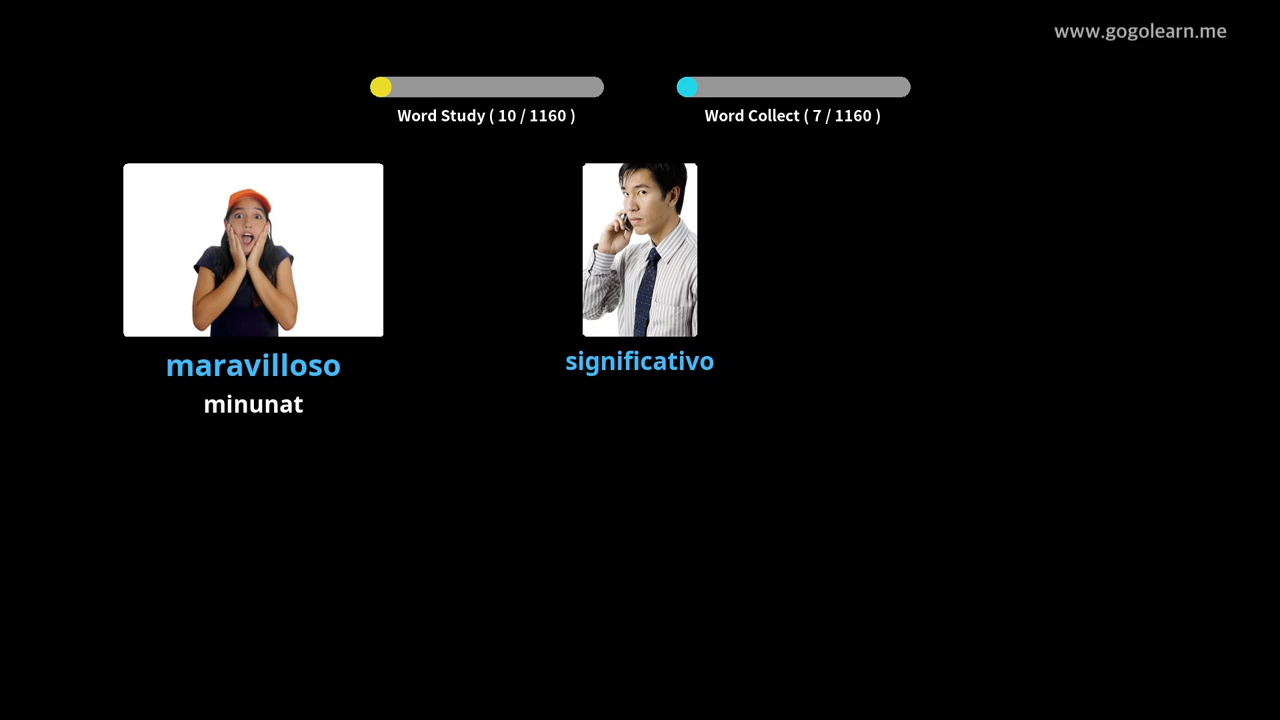 www.gogolearn.me
Word Study ( 10 / 1160 )
Word Collect ( 7 / 1160 )
maravilloso
minunat
significativo